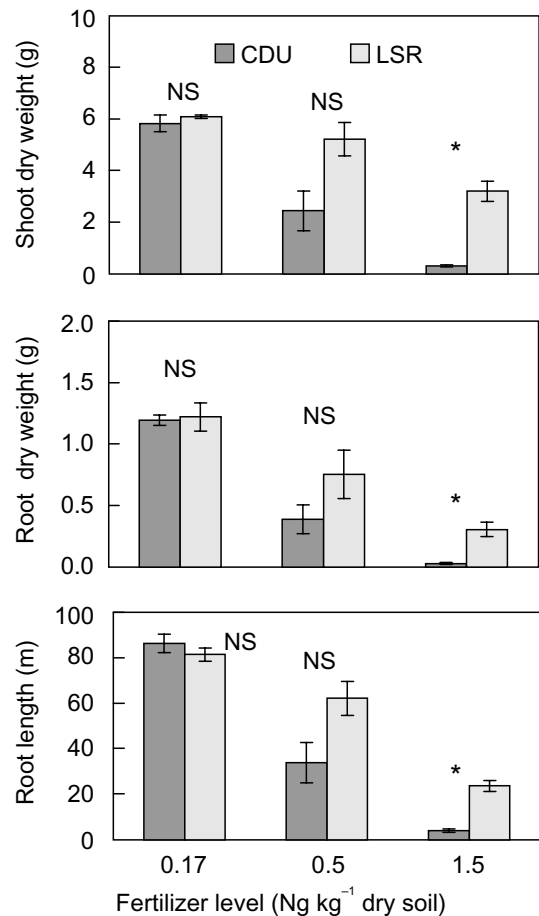 10
CDU LSR
8
NS NS
6
*
4
2
0
Shoot dry weight (g)
2.0
NS
1.5
NS
1.0
*
0.5
0.0
Root dry weight (g)
100
80
NS
NS
60
40
*
20
0
Root length (m)
0.17 0.5 1.5
Fertilizer level (Ng kg⁻¹ dry soil)